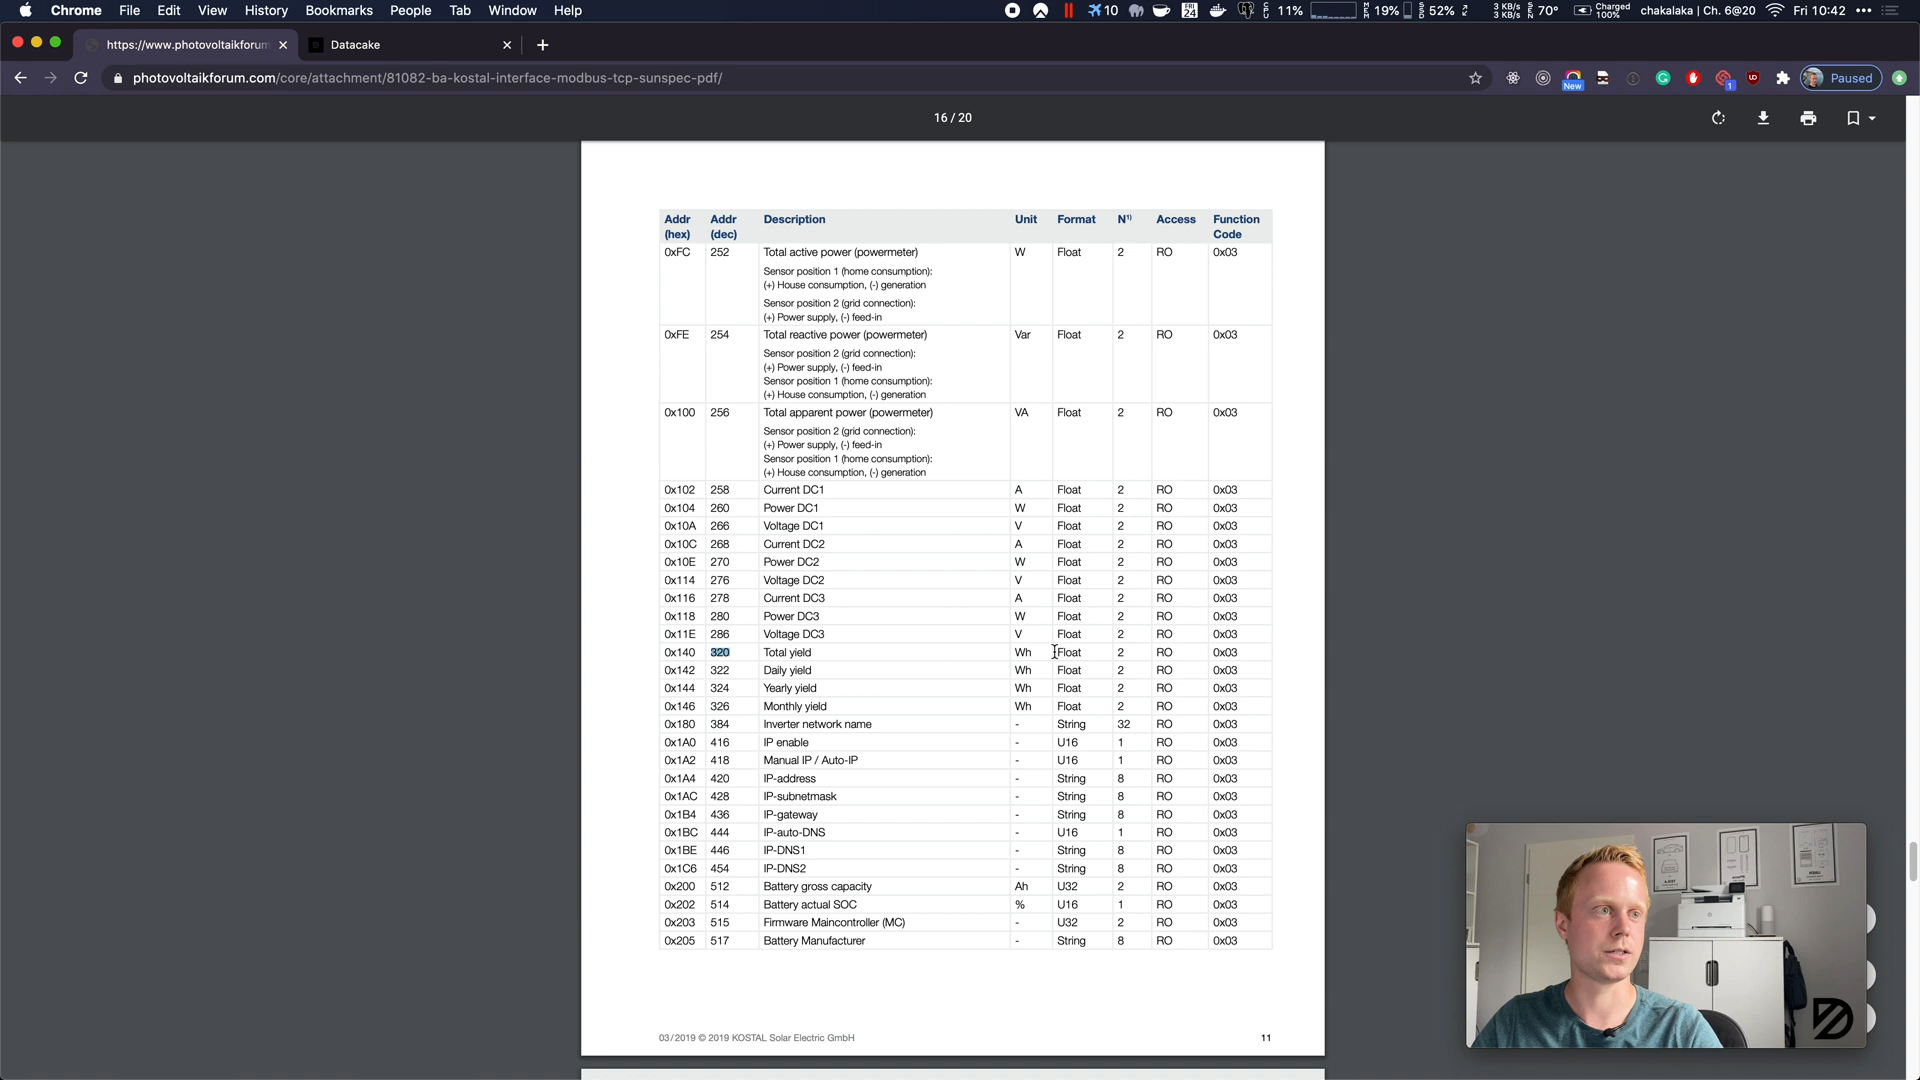 Chrome File Edit View History Bookmarks People Tab Window Help 10 FRI 24 11% 19% 52% 3 KB/s 3 KB/s 70° Charged 100% chakalaka | Ch. 6@20 Fri 10:42
https://www.photovoltaikforum Datacake
photovoltaikforum.com/core/attachment/81082-ba-kostal-interface-modbus-tcp-sunspec-pdf/ New 1 Paused
16 / 20
Addr (hex) Addr (dec) Description Unit Format N¹⁾ Access Function Code
0xFC 252 Total active power (powermeter) W Float 2 RO 0x03
Sensor position 1 (home consumption):
(+) House consumption, (-) generation
Sensor position 2 (grid connection):
(+) Power supply, (-) feed-in
0xFE 254 Total reactive power (powermeter) Var Float 2 RO 0x03
Sensor position 2 (grid connection):
(+) Power supply, (-) feed-in
Sensor position 1 (home consumption):
(+) House consumption, (-) generation
0x100 256 Total apparent power (powermeter) VA Float 2 RO 0x03
Sensor position 2 (grid connection):
(+) Power supply, (-) feed-in
Sensor position 1 (home consumption):
(+) House consumption, (-) generation
0x102 258 Current DC1 A Float 2 RO 0x03
0x104 260 Power DC1 W Float 2 RO 0x03
0x10A 266 Voltage DC1 V Float 2 RO 0x03
0x10C 268 Current DC2 A Float 2 RO 0x03
0x10E 270 Power DC2 W Float 2 RO 0x03
0x114 276 Voltage DC2 V Float 2 RO 0x03
0x116 278 Current DC3 A Float 2 RO 0x03
0x118 280 Power DC3 W Float 2 RO 0x03
0x11E 286 Voltage DC3 V Float 2 RO 0x03
0x140 320 Total yield Wh Float 2 RO 0x03
0x142 322 Daily yield Wh Float 2 RO 0x03
0x144 324 Yearly yield Wh Float 2 RO 0x03
0x146 326 Monthly yield Wh Float 2 RO 0x03
0x180 384 Inverter network name - String 32 RO 0x03
0x1A0 416 IP enable - U16 1 RO 0x03
0x1A2 418 Manual IP / Auto-IP - U16 1 RO 0x03
0x1A4 420 IP-address - String 8 RO 0x03
0x1AC 428 IP-subnetmask - String 8 RO 0x03
0x1B4 436 IP-gateway - String 8 RO 0x03
0x1BC 444 IP-auto-DNS - U16 1 RO 0x03
0x1BE 446 IP-DNS1 - String 8 RO 0x03
0x1C6 454 IP-DNS2 - String 8 RO 0x03
0x200 512 Battery gross capacity Ah U32 2 RO 0x03
0x202 514 Battery actual SOC % U16 1 RO 0x03
0x203 515 Firmware Maincontroller (MC) - U32 2 RO 0x03
0x205 517 Battery Manufacturer - String 8 RO 0x03
03/2019 © 2019 KOSTAL Solar Electric GmbH 11